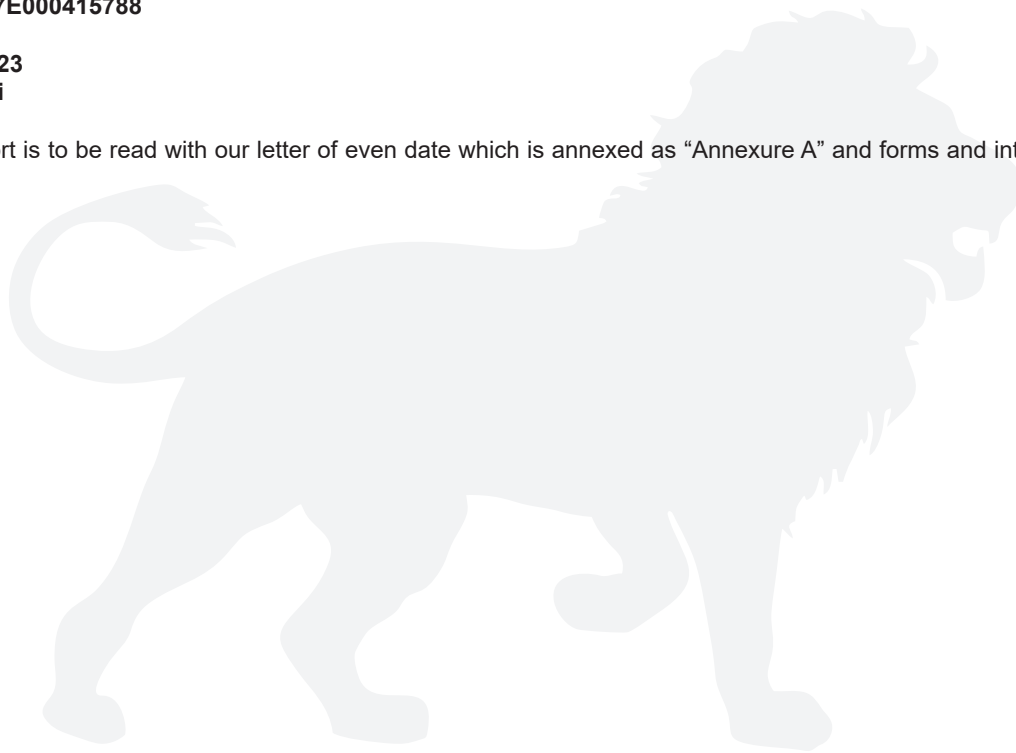 7E000415788
23
i
rt is to be read with our letter of even date which is annexed as “Annexure A” and forms and int